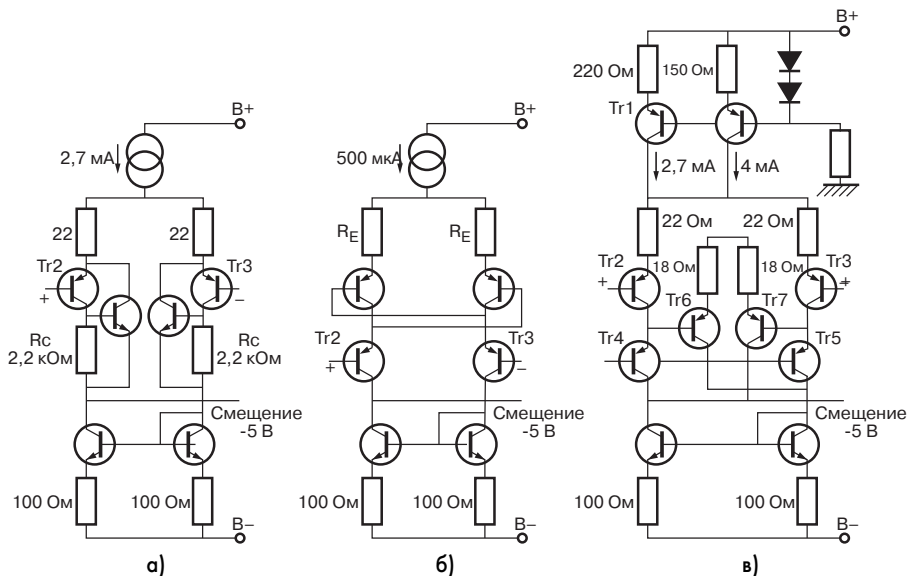 B+
2,7 мА
22
22
Tr2
Tr3
+
–
Rc
2,2 кОм
Rc
2,2 кОм
Смещение
-5 В
100 Ом
100 Ом
B–
а)
B+
500 мкА
RE
RE
Tr2
Tr3
+
–
Смещение
-5 В
100 Ом
100 Ом
B–
б)
B+
220 Ом
150 Ом
Tr1
2,7 мА
4 мА
22 Ом
22 Ом
Tr2
Tr3
+
18 Ом
18 Ом
Tr6
Tr7
Tr4
Tr5
Смещение
-5 В
100 Ом
100 Ом
B–
в)